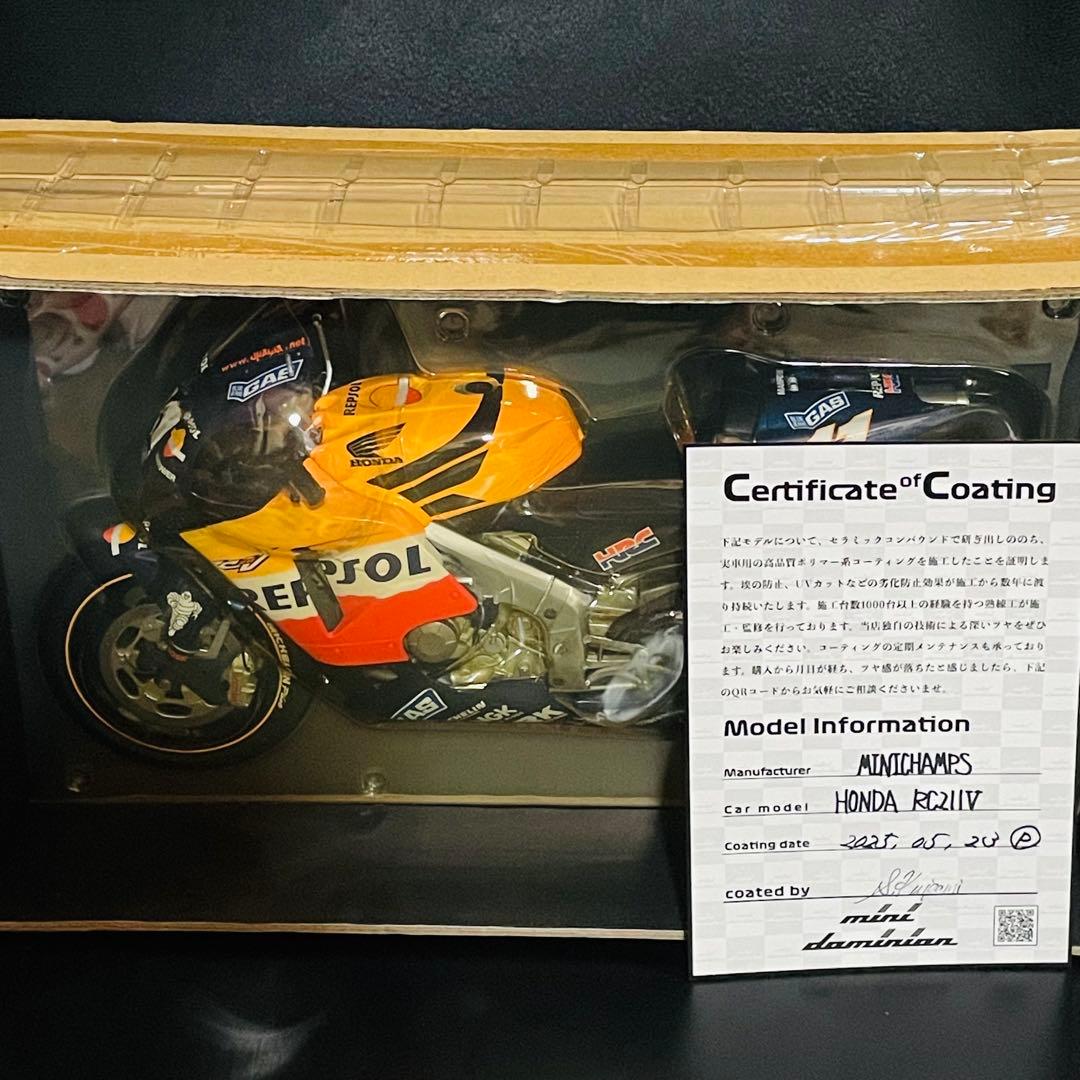 GAS
REPSOL
HONDA
REPSOL
HRC
GAS
GAS
MICHELIN
NGK
Certificate of Coating
下記モデルについて、セラミックコンパウンドで研ぎ出しののち、
実車用の高品質ポリマー系コーティングを施工したことを証明しま
す。埃の防止、UVカットなどの劣化防止効果が施工から数年に渡
り持続いたします。施工台数1000台以上の経験を持つ熟練工が施
工・監修を行っております。当店独自の技術による深いツヤをぜひ
お楽しみください。コーティングの定期メンテナンスも承っており
ます。購入から月日が経ち、ツヤ感が落ちたと感じましたら、下記
のQRコードからお気軽にご相談くださいませ。
Model Information
Manufacturer MINICHAMPS
Car model HONDA RC211V
Coating date 2025, 05, 23 P
coated by
mini
daminian